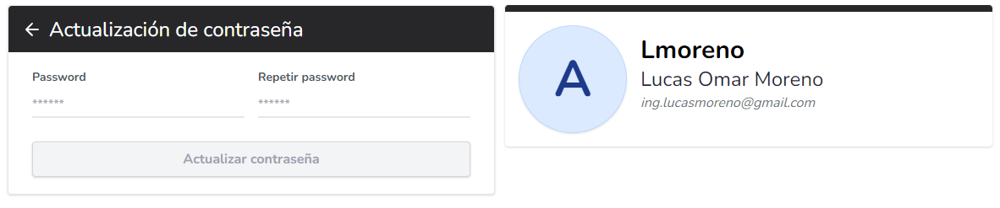 ← Actualización de contraseña
Password
Repetir password
******
******
Actualizar contraseña
A
Lmoreno
Lucas Omar Moreno
ing.lucasmoreno@gmail.com